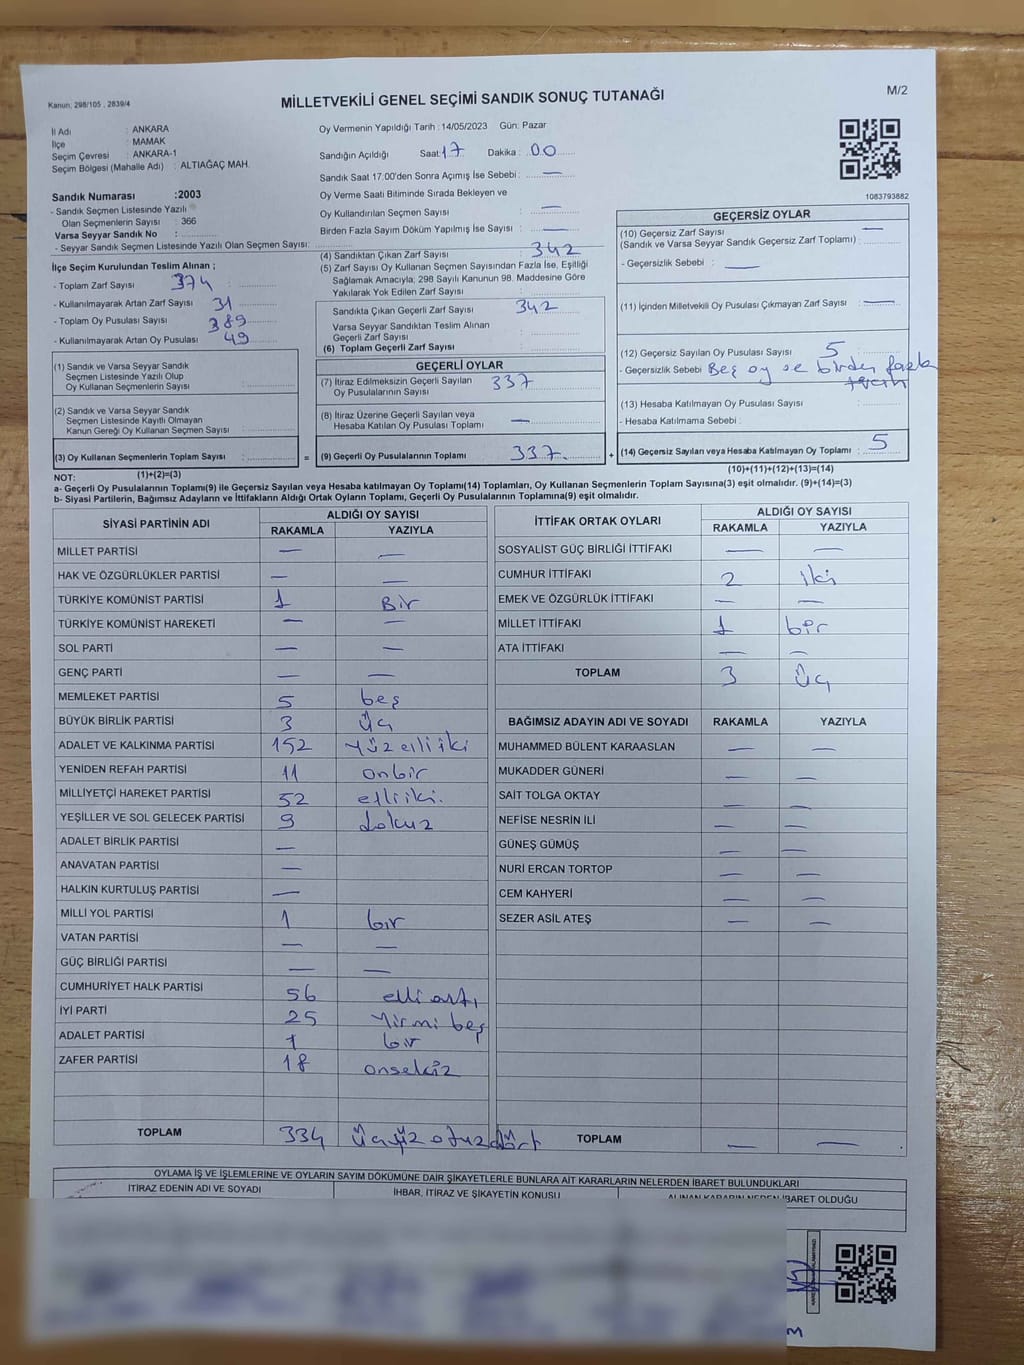 Kanun: 298/105 , 2839/4
MİLLETVEKİLİ GENEL SEÇİMİ SANDIK SONUÇ TUTANAĞI
M/2
İl Adı : ANKARA
İlçe : MAMAK
Seçim Çevresi : ANKARA-1
Seçim Bölgesi (Mahalle Adı) : ALTIAĞAÇ MAH.
Sandık Numarası :2003
- Sandık Seçmen Listesinde Yazılı
Olan Seçmenlerin Sayısı : 366
Varsa Seyyar Sandık No :
- Seyyar Sandık Seçmen Listesinde Yazılı Olan Seçmen Sayısı:
Oy Vermenin Yapıldığı Tarih : 14/05/2023 Gün: Pazar
Sandığın Açıldığı Saat: 17 Dakika : 00
Sandık Saat 17.00'den Sonra Açımış İse Sebebi : —
Oy Verme Saati Bitiminde Sırada Bekleyen ve
Oy Kullandırılan Seçmen Sayısı : —
Birden Fazla Sayım Döküm Yapılmış İse Sayısı : —
1083793882
İlçe Seçim Kurulundan Teslim Alınan ;
- Toplam Zarf Sayısı : 374
- Kullanılmayarak Artan Zarf Sayısı : 31
- Toplam Oy Pusulası Sayısı : 389
- Kullanılmayarak Artan Oy Pusulası : 49
(4) Sandıktan Çıkan Zarf Sayısı : 342
(5) Zarf Sayısı Oy Kullanan Seçmen Sayısından Fazla İse, Eşitliği
Sağlamak Amacıyla; 298 Sayılı Kanunun 98. Maddesine Göre
Yakılarak Yok Edilen Zarf Sayısı :
Sandıkta Çıkan Geçerli Zarf Sayısı : 342
Varsa Seyyar Sandıktan Teslim Alınan
Geçerli Zarf Sayısı :
(6) Toplam Geçerli Zarf Sayısı :
GEÇERSİZ OYLAR
(10) Geçersiz Zarf Sayısı : —
(Sandık ve Varsa Seyyar Sandık Geçersiz Zarf Toplamı)
- Geçersizlik Sebebi : —
(11) İçinden Milletvekili Oy Pusulası Çıkmayan Zarf Sayısı : —
(12) Geçersiz Sayılan Oy Pusulası Sayısı : 5
- Geçersizlik Sebebi : Beş oy se birden fazla
tercih
(13) Hesaba Katılmayan Oy Pusulası Sayısı :
- Hesaba Katılmama Sebebi :
(14) Geçersiz Sayılan veya Hesaba Katılmayan Oy Toplamı : 5
(10)+(11)+(12)+(13)=(14)
(1) Sandık ve Varsa Seyyar Sandık
Seçmen Listesinde Yazılı Olup
Oy Kullanan Seçmenlerin Sayısı :
(2) Sandık ve Varsa Seyyar Sandık
Seçmen Listesinde Kayıtlı Olmayan
Kanun Gereği Oy Kullanan Seçmen Sayısı :
(3) Oy Kullanan Seçmenlerin Toplam Sayısı : =
(1)+(2)=(3)
GEÇERLİ OYLAR
(7) İtiraz Edilmeksizin Geçerli Sayılan
Oy Pusulalarının Sayısı : 337
(8) İtiraz Üzerine Geçerli Sayılan veya
Hesaba Katılan Oy Pusulası Toplamı : —
(9) Geçerli Oy Pusulalarının Toplamı : 337 +
NOT:
a- Geçerli Oy Pusulalarının Toplamı(9) ile Geçersiz Sayılan veya Hesaba katılmayan Oy Toplamı(14) Toplamları, Oy Kullanan Seçmenlerin Toplam Sayısına(3) eşit olmalıdır. (9)+(14)=(3)
b- Siyasi Partilerin, Bağımsız Adayların ve İttifakların Aldığı Ortak Oyların Toplamı, Geçerli Oy Pusulalarının Toplamına(9) eşit olmalıdır.
SİYASİ PARTİNİN ADI ALDIĞI OY SAYISI
RAKAMLA YAZIYLA
MİLLET PARTİSİ — —
HAK VE ÖZGÜRLÜKLER PARTİSİ — —
TÜRKİYE KOMÜNİST PARTİSİ 1 Bir
TÜRKİYE KOMÜNİST HAREKETİ — —
SOL PARTİ — —
GENÇ PARTİ — —
MEMLEKET PARTİSİ 5 beş
BÜYÜK BİRLİK PARTİSİ 3 üç
ADALET VE KALKINMA PARTİSİ 152 Yüzelliiki
YENİDEN REFAH PARTİSİ 11 onbir
MİLLİYETÇİ HAREKET PARTİSİ 52 elliiki.
YEŞİLLER VE SOL GELECEK PARTİSİ 9 dokuz
ADALET BİRLİK PARTİSİ —
ANAVATAN PARTİSİ —
HALKIN KURTULUŞ PARTİSİ —
MİLLİ YOL PARTİSİ 1 bir
VATAN PARTİSİ — —
GÜÇ BİRLİĞİ PARTİSİ — —
CUMHURİYET HALK PARTİSİ 56 elli altı
İYİ PARTİ 25 Yirmi beş
ADALET PARTİSİ 1 bir
ZAFER PARTİSİ 18 onsekiz
TOPLAM 334 üçyüz otuzdört
İTTİFAK ORTAK OYLARI ALDIĞI OY SAYISI
RAKAMLA YAZIYLA
SOSYALİST GÜÇ BİRLİĞİ İTTİFAKI — —
CUMHUR İTTİFAKI 2 iki
EMEK VE ÖZGÜRLÜK İTTİFAKI — —
MİLLET İTTİFAKI 1 bir
ATA İTTİFAKI — —
TOPLAM 3 Üç
BAĞIMSIZ ADAYIN ADI VE SOYADI RAKAMLA YAZIYLA
MUHAMMED BÜLENT KARAASLAN — —
MUKADDER GÜNERİ — —
SAİT TOLGA OKTAY — —
NEFİSE NESRİN İLİ — —
GÜNEŞ GÜMÜŞ — —
NURİ ERCAN TORTOP — —
CEM KAHYERİ — —
SEZER ASİL ATEŞ — —
TOPLAM — —
OYLAMA İŞ VE İŞLEMLERİNE VE OYLARIN SAYIM DÖKÜMÜNE DAİR ŞİKAYETLERLE BUNLARA AİT KARARLARIN NELERDEN İBARET BULUNDUKLARI
İTİRAZ EDENİN ADI VE SOYADI İHBAR, İTİRAZ VE ŞİKAYETİN KONUSU ALINAN KARARIN NEDEN İBARET OLDUĞU